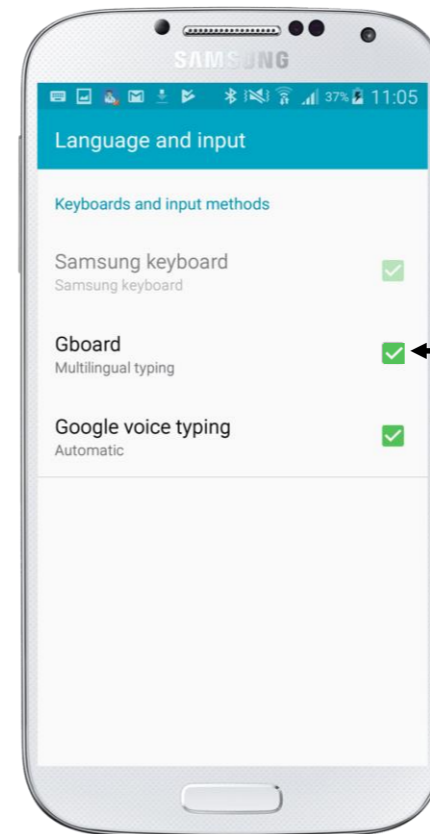 SAMSUNG
37% 11:05
Language and input
Keyboards and input methods
Samsung keyboard
Samsung keyboard
Gboard
Multilingual typing
Google voice typing
Automatic